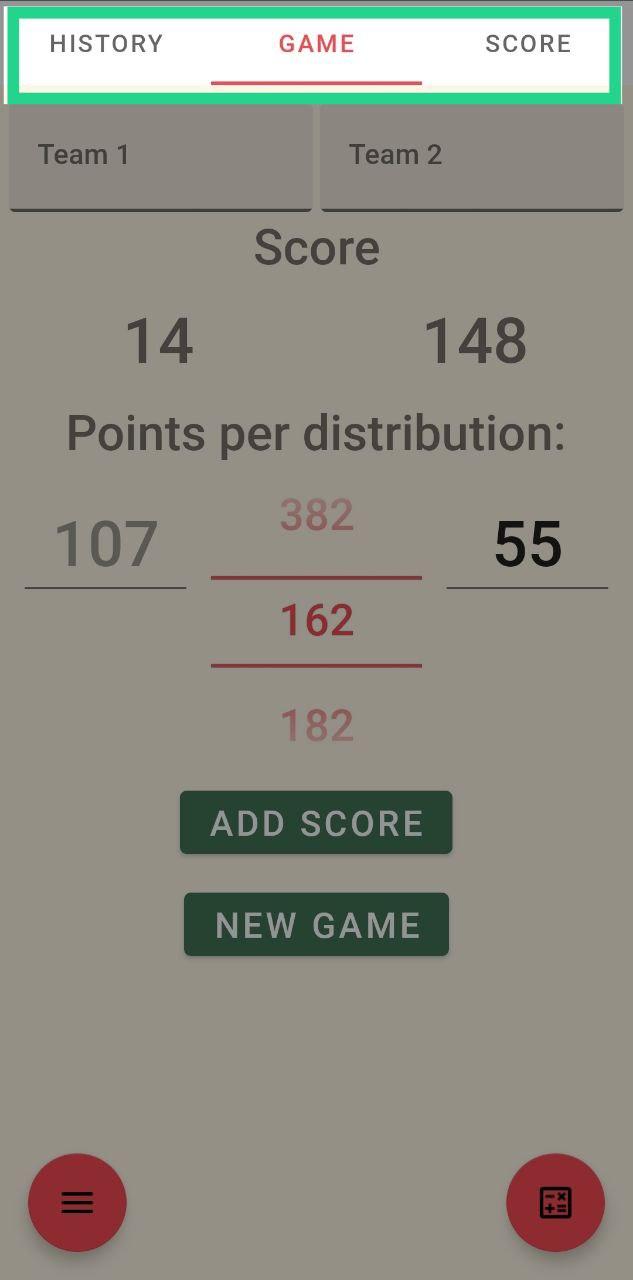 HISTORY GAME SCORE
Team 1 Team 2
Score
14 148
Points per distribution:
382
107 55
162
182
ADD SCORE
NEW GAME